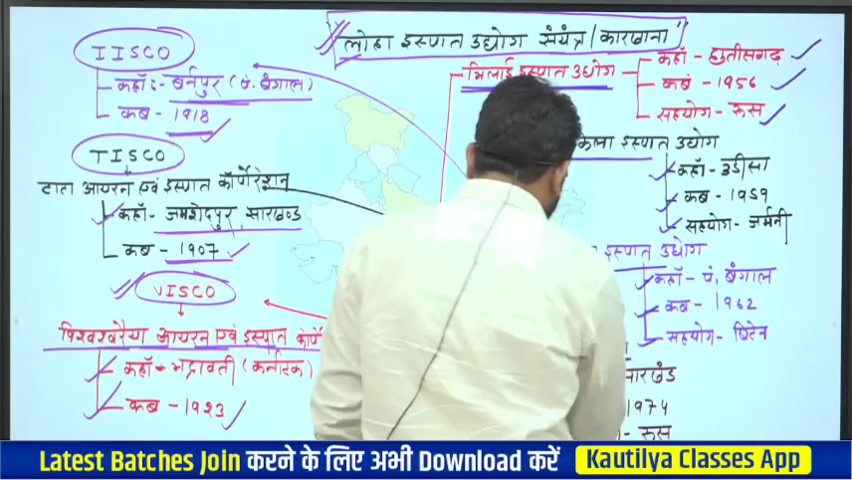 लोहा इस्पात उद्योग संयंत्र/कारखाना
IISCO
कहाँ:- बर्नपुर (पं. बंगाल)
कब - 1918
TISCO
टाटा आयरन एवं इस्पात कॉर्पोरेशन
कहाँ - जमशेदपुर, झारखण्ड
कब - 1907
VISCO
विश्वेश्वरैया आयरन एवं इस्पात कॉर्पो
कहाँ - भद्रावती (कर्नाटक)
कब - 1923
भिलाई इस्पात उद्योग
कहाँ - छत्तीसगढ़
कब - 1956
सहयोग - रूस
केला इस्पात उद्योग
कहाँ - उड़ीसा
कब - 1959
सहयोग - जर्मनी
इस्पात उद्योग
कहाँ - पं. बंगाल
कब - 1962
सहयोग - ब्रिटेन
झारखंड
1974
- रूस
Latest Batches Join करने के लिए अभी Download करें Kautilya Classes App